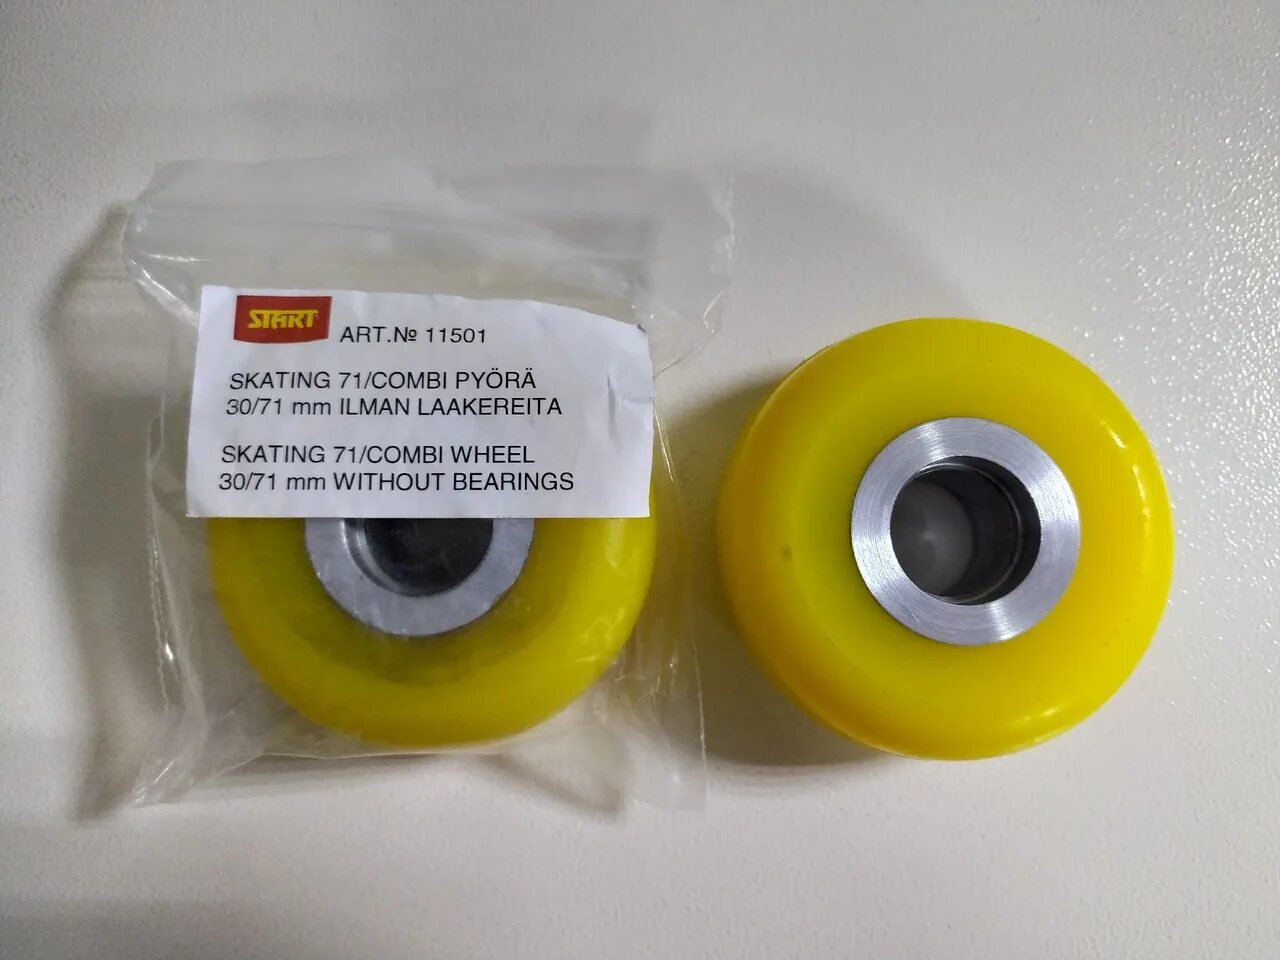 START
ART.№ 11501
SKATING 71/COMBI PYÖRÄ
30/71 mm ILMAN LAAKEREITA
SKATING 71/COMBI WHEEL
30/71 mm WITHOUT BEARINGS